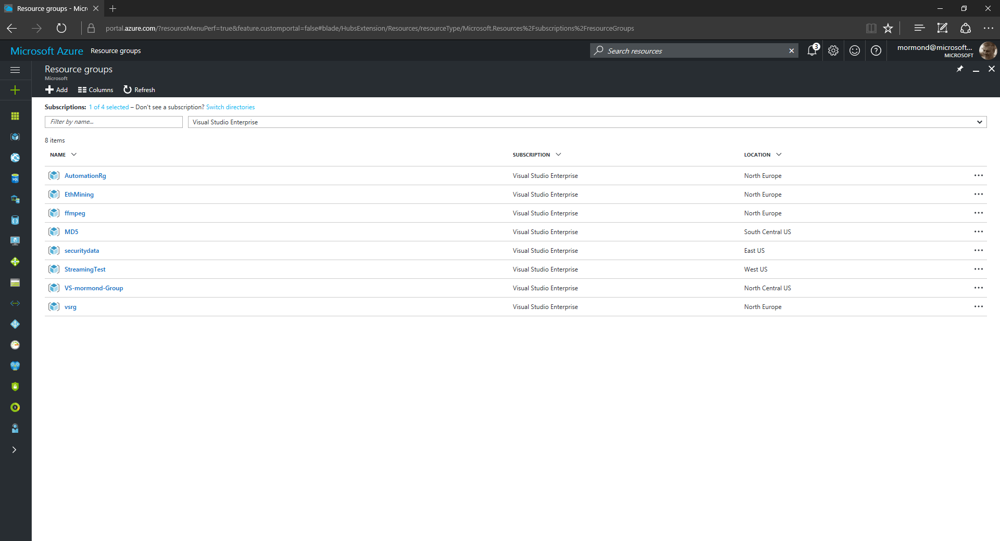 Resource groups - Micr
portal.azure.com/?resourceMenuPerf=true&feature.customportal=false#blade/HubsExtension/Resources/resourceType/Microsoft.Resources%2Fsubscriptions%2FresourceGroups
Microsoft Azure Resource groups
Search resources
3
mormond@microsoft...
MICROSOFT
Resource groups
Microsoft
Add Columns Refresh
Subscriptions: 1 of 4 selected – Don't see a subscription? Switch directories
Filter by name... Visual Studio Enterprise
8 items
NAME SUBSCRIPTION LOCATION
AutomationRg Visual Studio Enterprise North Europe
EthMining Visual Studio Enterprise North Europe
ffmpeg Visual Studio Enterprise North Europe
MD5 Visual Studio Enterprise South Central US
securitydata Visual Studio Enterprise East US
StreamingTest Visual Studio Enterprise West US
VS-mormond-Group Visual Studio Enterprise North Central US
vsrg Visual Studio Enterprise North Europe
SQL